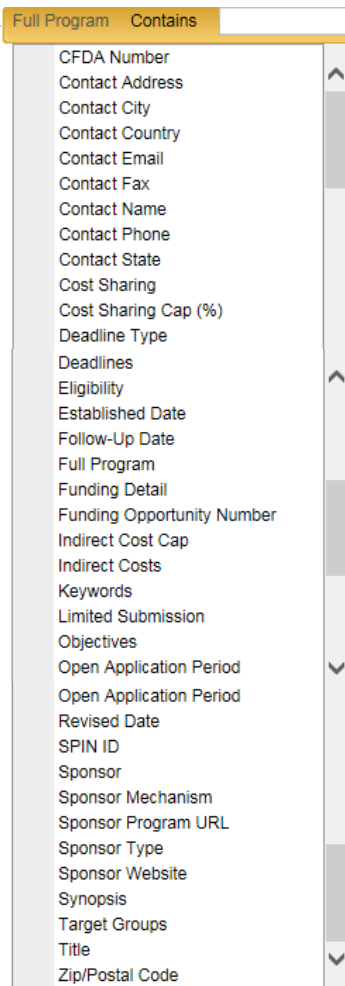 Full Program Contains
CFDA Number
Contact Address
Contact City
Contact Country
Contact Email
Contact Fax
Contact Name
Contact Phone
Contact State
Cost Sharing
Cost Sharing Cap (%)
Deadline Type
Deadlines
Eligibility
Established Date
Follow-Up Date
Full Program
Funding Detail
Funding Opportunity Number
Indirect Cost Cap
Indirect Costs
Keywords
Limited Submission
Objectives
Open Application Period
Open Application Period
Revised Date
SPIN ID
Sponsor
Sponsor Mechanism
Sponsor Program URL
Sponsor Type
Sponsor Website
Synopsis
Target Groups
Title
Zip/Postal Code